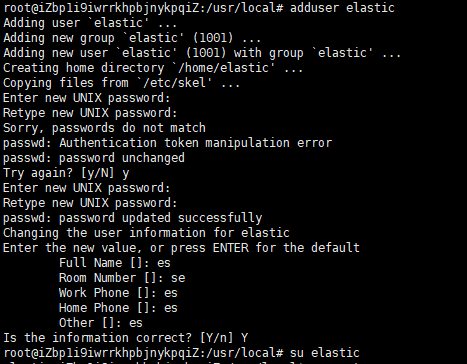 root@iZbp1i9iwrrkhpbjnykpqiZ:/usr/local# adduser elastic
Adding user `elastic' ...
Adding new group `elastic' (1001) ...
Adding new user `elastic' (1001) with group `elastic' ...
Creating home directory `/home/elastic' ...
Copying files from `/etc/skel' ...
Enter new UNIX password:
Retype new UNIX password:
Sorry, passwords do not match
passwd: Authentication token manipulation error
passwd: password unchanged
Try again? [y/N] y
Enter new UNIX password:
Retype new UNIX password:
passwd: password updated successfully
Changing the user information for elastic
Enter the new value, or press ENTER for the default
Full Name []: es
Room Number []: se
Work Phone []: es
Home Phone []: es
Other []: es
Is the information correct? [Y/n] Y
root@iZbp1i9iwrrkhpbjnykpqiZ:/usr/local# su elastic